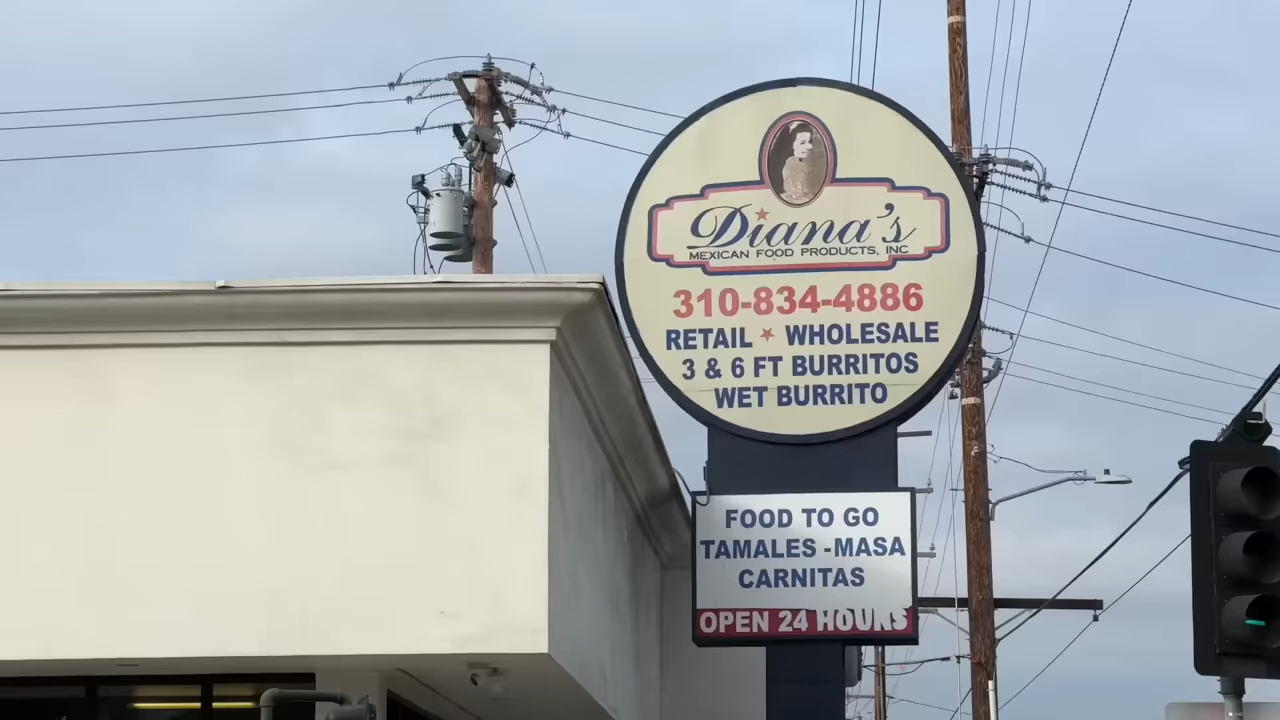 Diana's
MEXICAN FOOD PRODUCTS, INC
310-834-4886
RETAIL WHOLESALE
3 & 6 FT BURRITOS
WET BURRITO
FOOD TO GO
TAMALES - MASA
CARNITAS
OPEN 24 HOURS